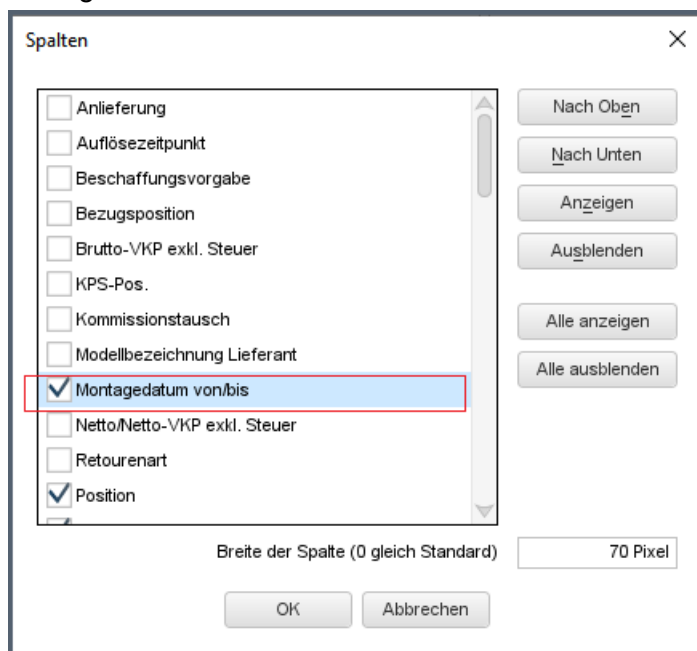 Spalten
Anlieferung
Auflösezeitpunkt
Beschaffungsvorgabe
Bezugsposition
Brutto-VKP exkl. Steuer
KPS-Pos.
Kommissionstausch
Modellbezeichnung Lieferant
Montagedatum von/bis
Netto/Netto-VKP exkl. Steuer
Retourenart
Position
Nach Oben
Nach Unten
Anzeigen
Ausblenden
Alle anzeigen
Alle ausblenden
Breite der Spalte (0 gleich Standard)
70 Pixel
OK
Abbrechen